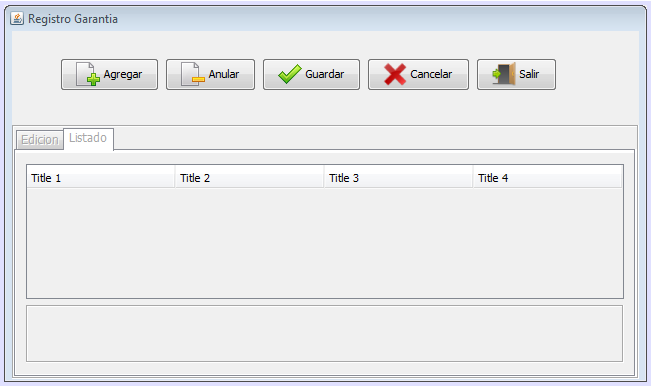 Registro Garantia
Agregar Anular Guardar Cancelar Salir
Edicion Listado
Title 1 Title 2 Title 3 Title 4